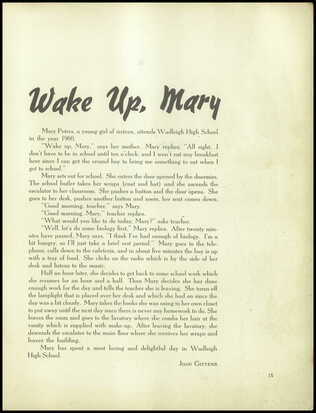 Wake Up, Mary
Mary Peters, a young girl of sixteen, attends Wadleigh High School
in the year 1960.
"Wake up, Mary," says her mother. Mary replies, "All right. I
don't have to be in school until ten o'clock, and I won't eat my breakfast
here since I can get the errand boy to bring me something to eat when I
get to school."
Mary sets out for school. She enters the door opened by the doorman.
The school butler takes her wraps (coat and hat) and she ascends the
escalator to her classroom. She pushes a button and the door opens. She
goes to her desk, pushes another button and soon, her seat comes down.
"Good morning, teacher," says Mary.
"Good morning, Mary," teacher replies.
"What would you like to do today, Mary?" asks teacher.
"Well, let's do some biology first," Mary replies. After twenty min-
utes have passed, Mary says, "I think I've had enough of biology. I'm a
bit hungry, so I'll just take a lunch period." Mary goes to the tele-
phone, calls down to the cafeteria, and in about five minutes the boy is up
with a tray of food. She clicks on the radio which is by the side of her
desk and listens to the music.
Half an hour later, she decides to get back to some school work which
she resumes for an hour and a half. Then Mary decides she has done
enough work for the day and tells the teacher she is leaving. She turns off
the lamplight that is placed over her desk and which she had on since the
day was a bit cloudy. Mary takes the books she was using to her own closet
to put away until the next day since there is never any homework to do. She
leaves the room and goes to the lavatory where she combs her hair at the
vanity which is supplied with make-up. After leaving the lavatory, she
descends the escalator to the main floor where she receives her wraps and
leaves the building.
Mary has spent a most boring and delightful day in Wadleigh
High School.
Joan Gittens
15